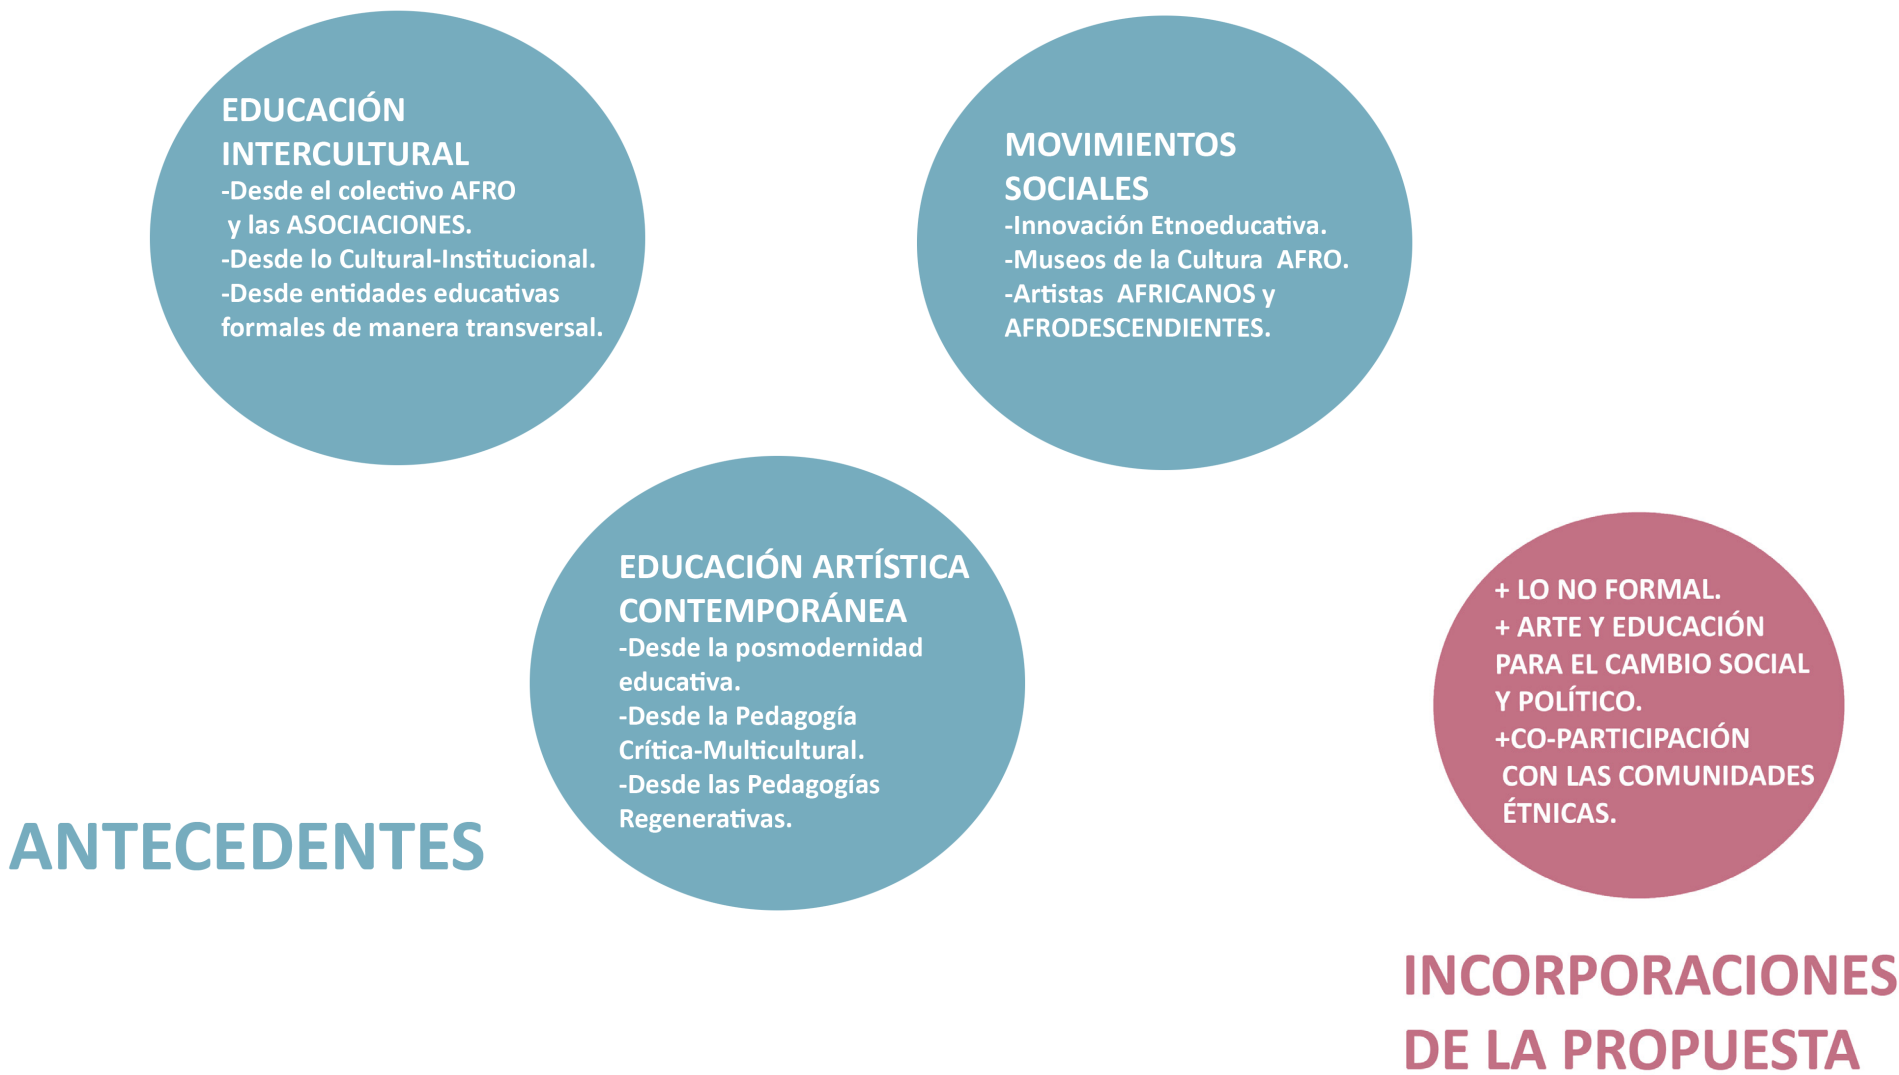 EDUCACIÓN
INTERCULTURAL
-Desde el colectivo AFRO
y las ASOCIACIONES.
-Desde lo Cultural-Institucional.
-Desde entidades educativas
formales de manera transversal.
MOVIMIENTOS
SOCIALES
-Innovación Etnoeducativa.
-Museos de la Cultura AFRO.
-Artistas AFRICANOS y
AFRODESCENDIENTES.
EDUCACIÓN ARTÍSTICA
CONTEMPORÁNEA
-Desde la posmodernidad
educativa.
-Desde la Pedagogía
Crítica-Multicultural.
-Desde las Pedagogías
Regenerativas.
+ LO NO FORMAL.
+ ARTE Y EDUCACIÓN
PARA EL CAMBIO SOCIAL
Y POLÍTICO.
+CO-PARTICIPACIÓN
CON LAS COMUNIDADES
ÉTNICAS.
ANTECEDENTES
INCORPORACIONES
DE LA PROPUESTA